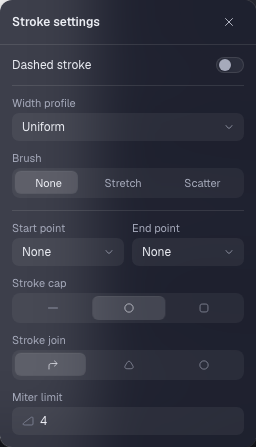 Stroke settings
Dashed stroke
Width profile
Uniform
Brush
None Stretch Scatter
Start point End point
None None
Stroke cap
Stroke join
Miter limit
4